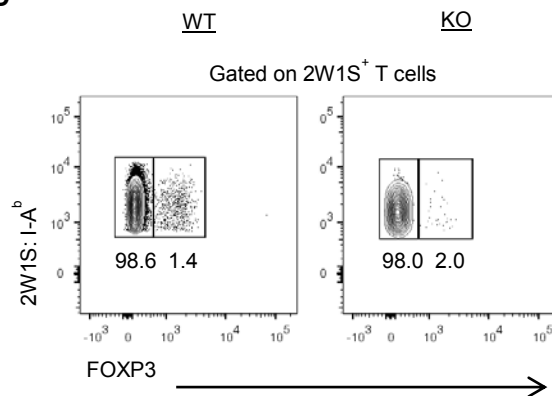 WT KO
Gated on 2W1S⁺ T cells
10⁵ 10⁵
10⁴ 10⁴
10³ 10³
0 0
2W1S: I-Aᵇ
98.6 1.4 98.0 2.0
-10³ 0 10³ 10⁴ 10⁵ -10³ 0 10³ 10⁴ 10⁵
FOXP3